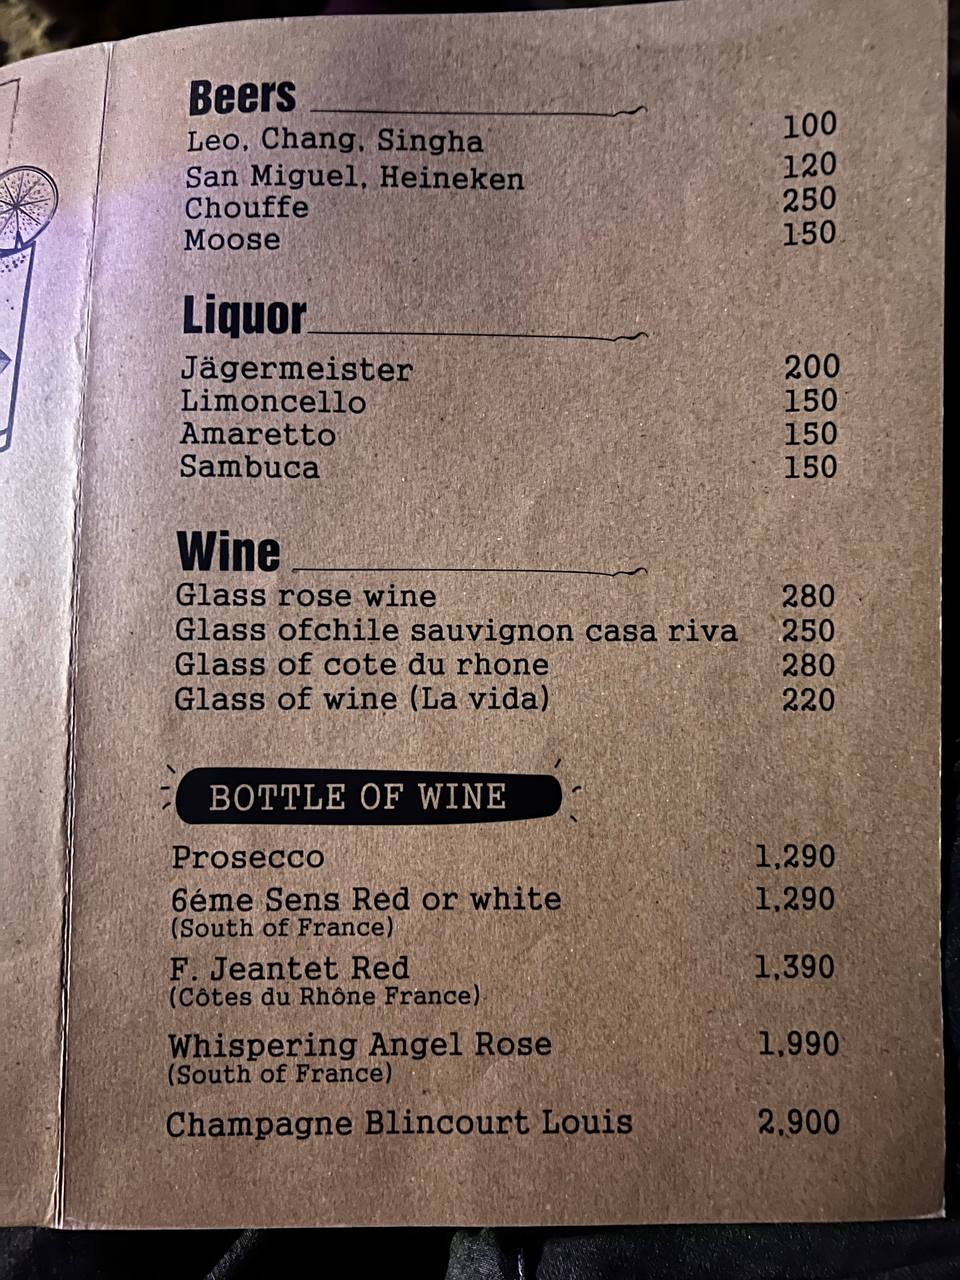 Beers
Leo, Chang, Singha 100
San Miguel, Heineken 120
Chouffe 250
Moose 150
Liquor
Jägermeister 200
Limoncello 150
Amaretto 150
Sambuca 150
Wine
Glass rose wine 280
Glass ofchile sauvignon casa riva 250
Glass of cote du rhone 280
Glass of wine (La vida) 220
BOTTLE OF WINE
Prosecco 1,290
6éme Sens Red or white 1,290
(South of France)
F. Jeantet Red 1,390
(Côtes du Rhône France)
Whispering Angel Rose 1,990
(South of France)
Champagne Blincourt Louis 2,900